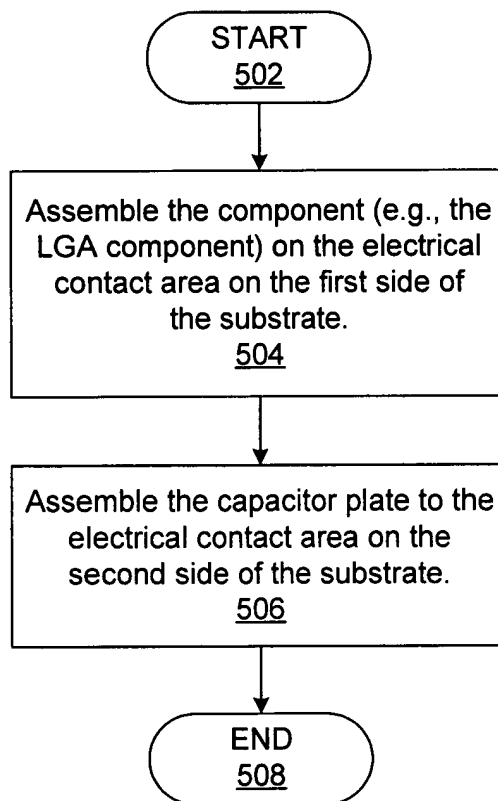 START
502
Assemble the component (e.g., the
LGA component) on the electrical
contact area on the first side of
the substrate.
504
Assemble the capacitor plate to the
electrical contact area on the
second side of the substrate.
506
END
508